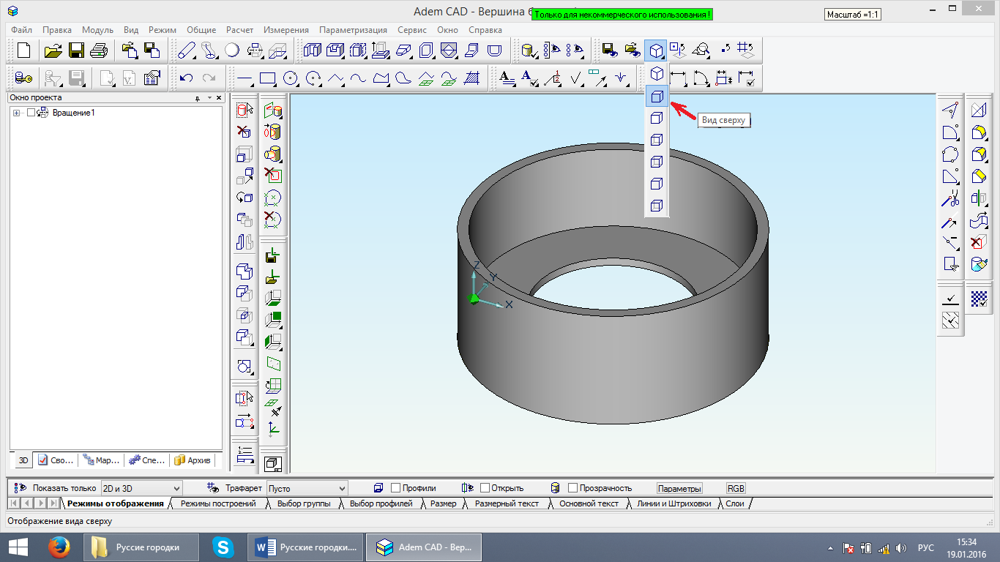 Adem CAD - Вершина
Только для некоммерческого использования !
Масштаб =1:1
Файл Правка Модуль Вид Режим Общие Расчет Измерения Параметризация Сервис Окно Справка
Окно проекта
Вращение1
Вид сверху
Z
Y
X
3D Сво... Мар... Спе... Архив
Показать только 2D и 3D Трафарет Пусто Профили Открыть Прозрачность Параметры RGB
Режимы отображения Режимы построений Выбор группы Выбор профилей Размер Размерный текст Основной текст Линии и Штриховки Слои
Отображение вида сверху
Русские городки Русские городки.... Adem CAD - Вер... РУС 15:34
19.01.2016